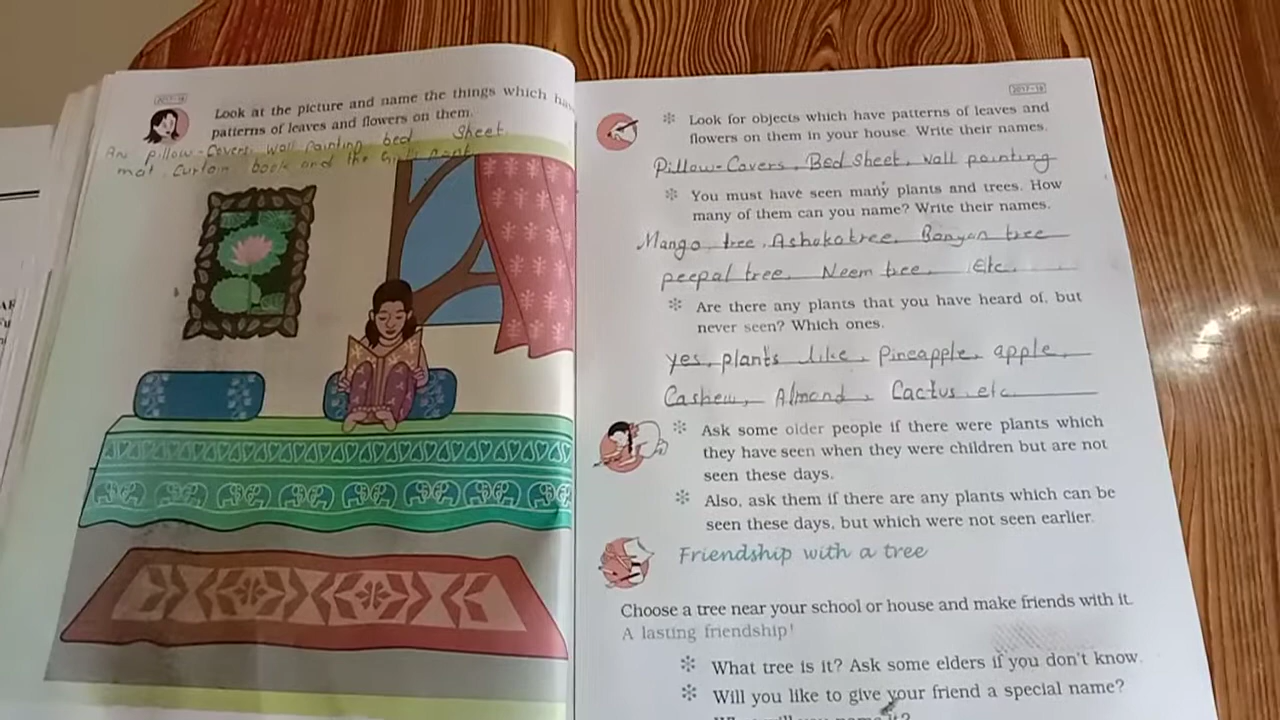 2017-18
Look at the picture and name the things which hav
patterns of leaves and flowers on them.
An pillow-Covers, wall painting bed Sheet.
mat, Curtain book and the Girl's pant
2017-18
Look for objects which have patterns of leaves and
flowers on them in your house. Write their names.
Pillow-Covers, Bed Sheet, wall painting
You must have seen many plants and trees. How
many of them can you name? Write their names.
Mango tree, Ashoka tree, Banyan tree
peepal tree, Neem tree, Etc.
Are there any plants that you have heard of, but
never seen? Which ones.
yes, plants like, Pineapple, apple,
Cashew, Almond, Cactus etc.
Ask some older people if there were plants which
they have seen when they were children but are not
seen these days.
Also, ask them if there are any plants which can be
seen these days, but which were not seen earlier.
Friendship with a tree
Choose a tree near your school or house and make friends with it.
A lasting friendship!
What tree is it? Ask some elders if you don't know.
Will you like to give your friend a special name?